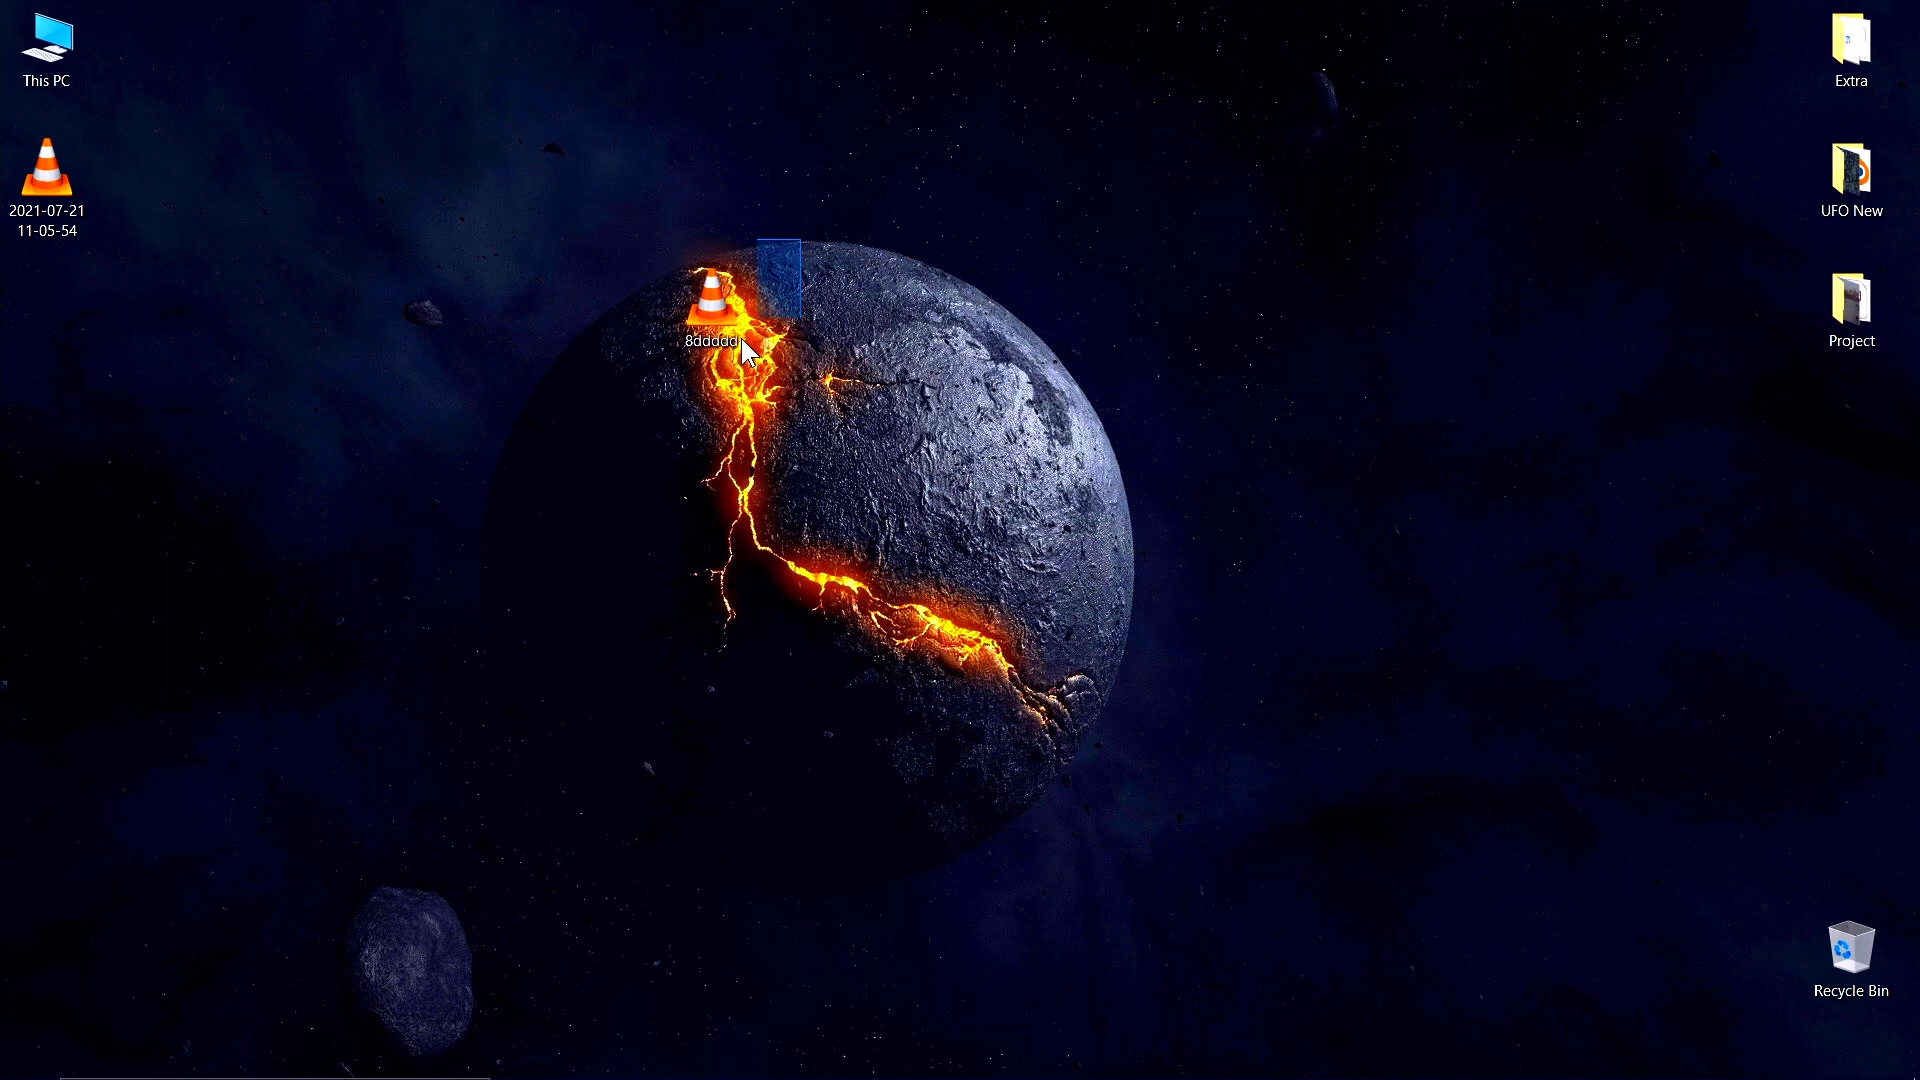 This PC
2021-07-21
11-05-54
8ddddd
Extra
UFO New
Project
Recycle Bin